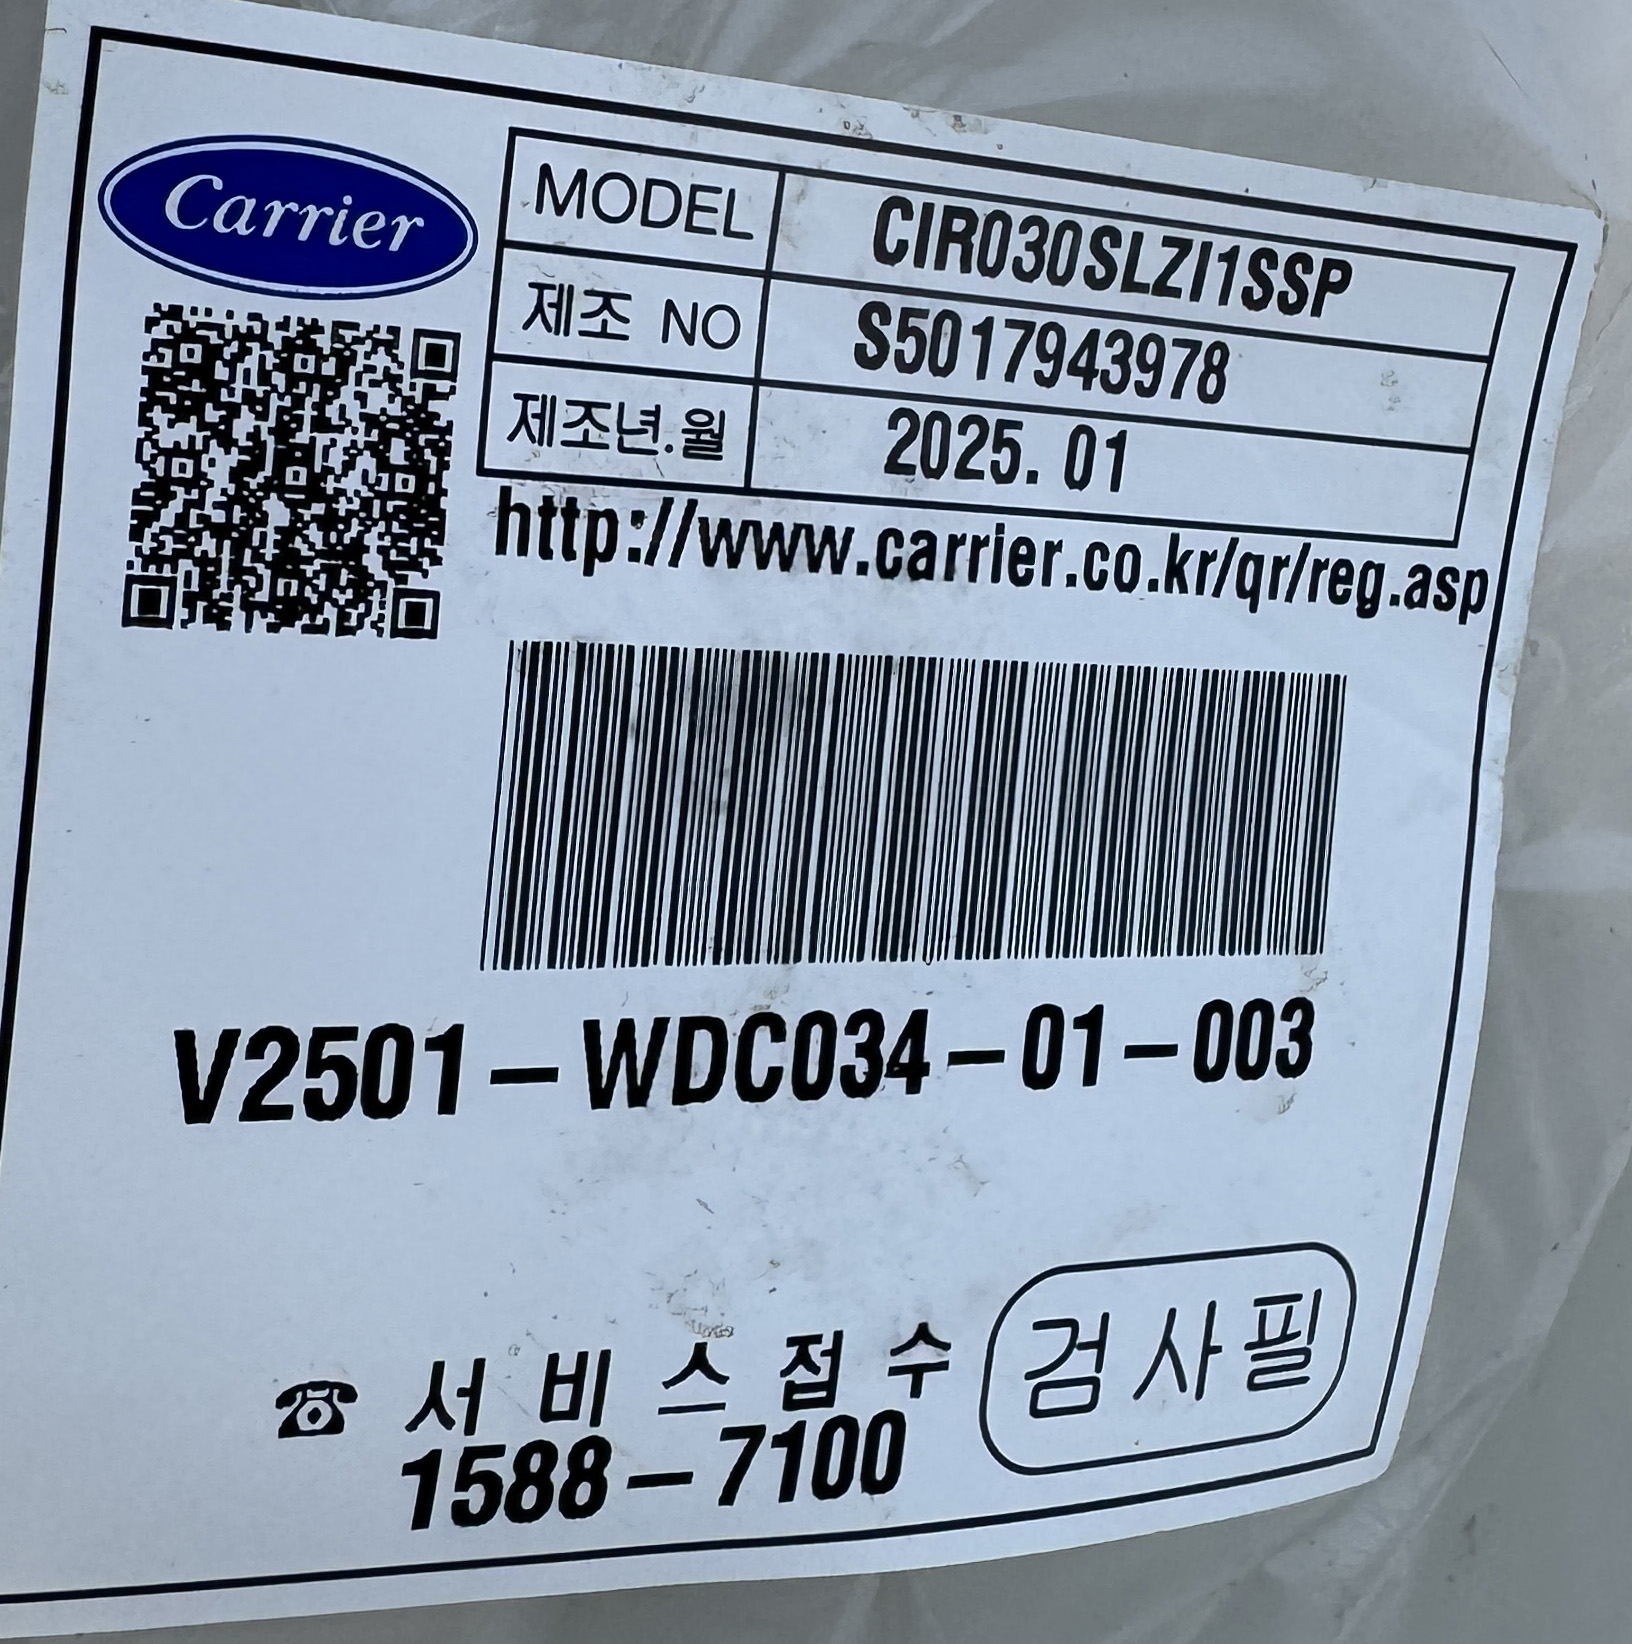 Carrier
MODEL CIR030SLZI1SSP
제조 NO S5017943978
제조년.월 2025. 01
http://www.carrier.co.kr/qr/reg.asp
V2501-WDC034-01-003
☎ 서비스접수
1588-7100
검사필